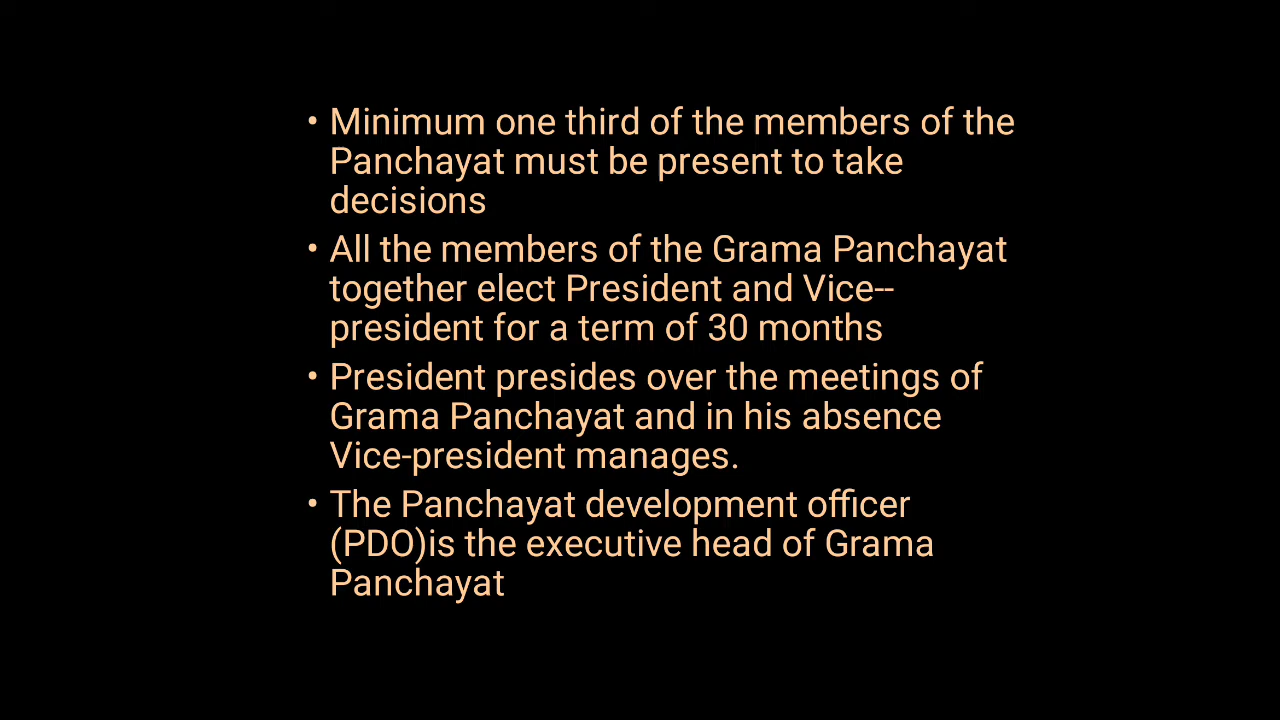 • Minimum one third of the members of the
Panchayat must be present to take
decisions
• All the members of the Grama Panchayat
together elect President and Vice--
president for a term of 30 months
• President presides over the meetings of
Grama Panchayat and in his absence
Vice-president manages.
• The Panchayat development officer
(PDO)is the executive head of Grama
Panchayat